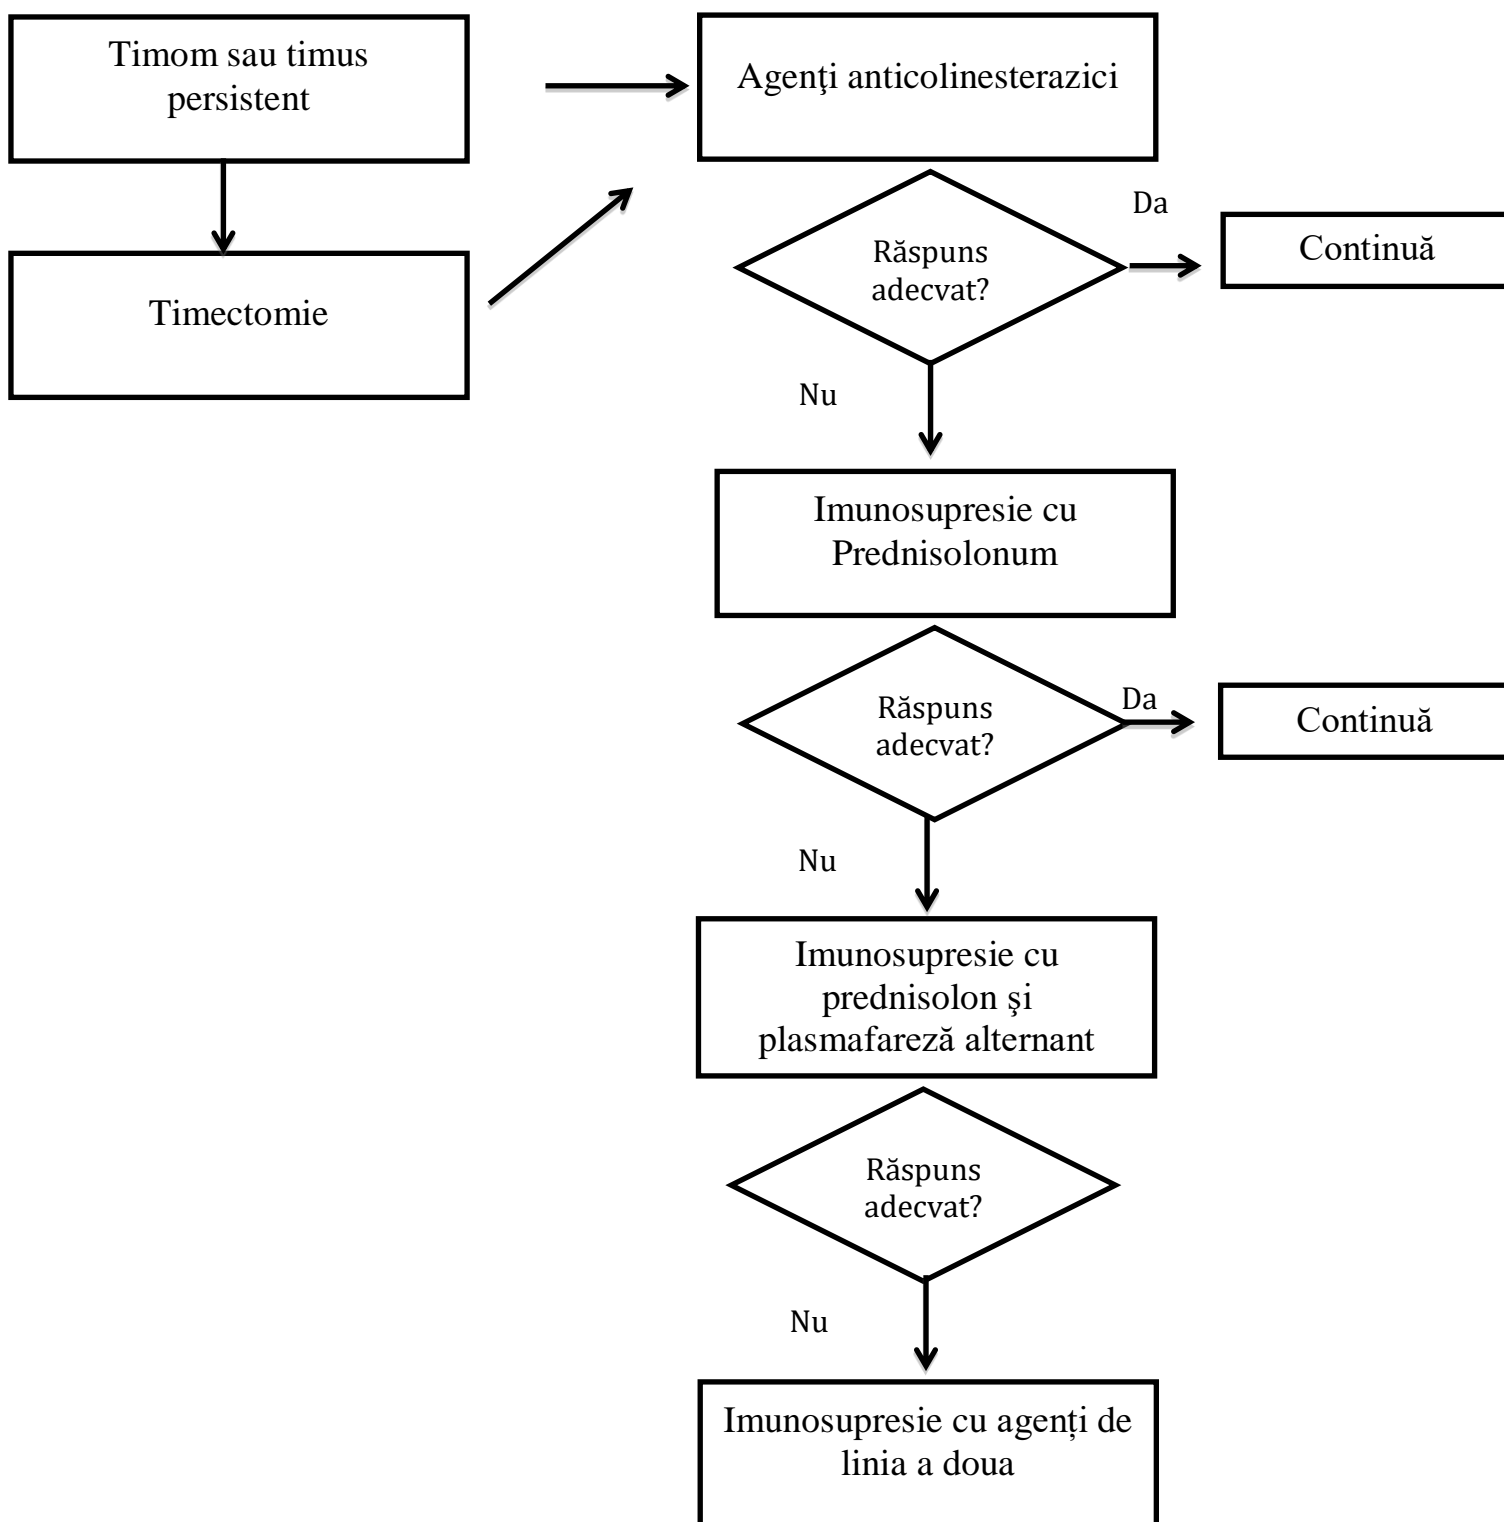 Timom sau timus
persistent
Agenţi anticolinesterazici
Timectomie
Răspuns
adecvat?
Da
Continuă
Nu
Imunosupresie cu
Prednisolonum
Răspuns
adecvat?
Da
Continuă
Nu
Imunosupresie cu
prednisolon şi
plasmafareză alternant
Răspuns
adecvat?
Nu
Imunosupresie cu agenți de
linia a doua